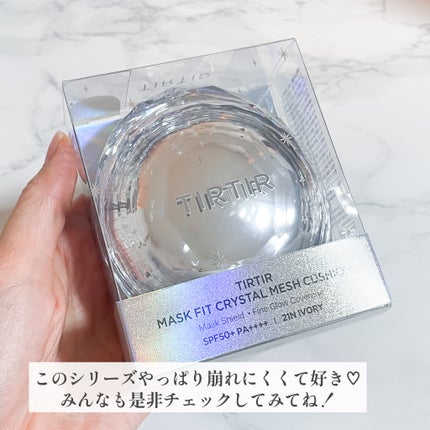 TIRTIR
TIRTIR
TIRTIR
MASK FIT CRYSTAL MESH CUSHION
Mask Shield • Fine Glow Coverage
SPF50+ PA++++ | 21N IVORY
このシリーズやっぱり崩れにくくて好き♡
みんなも是非チェックしてみてね！